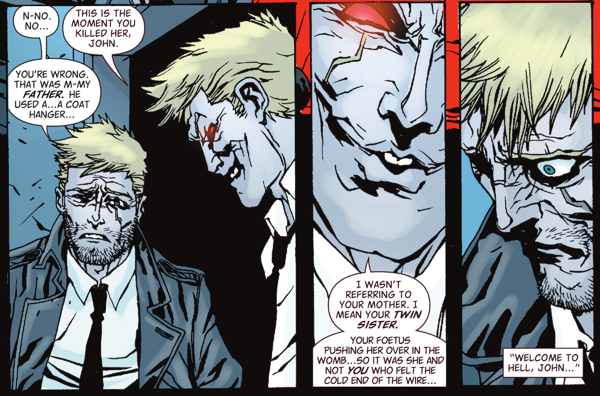 N-NO.
NO...
THIS IS THE
MOMENT YOU
KILLED HER,
JOHN.
YOU'RE WRONG.
THAT WAS M-MY
FATHER. HE
USED A...A COAT
HANGER...
I WASN'T
REFERRING TO
YOUR MOTHER. I
MEAN YOUR TWIN
SISTER.
YOUR FOETUS
PUSHING HER OVER IN THE
WOMB...SO IT WAS SHE AND
NOT YOU WHO FELT THE
COLD END OF THE WIRE...
"WELCOME TO
HELL, JOHN..."